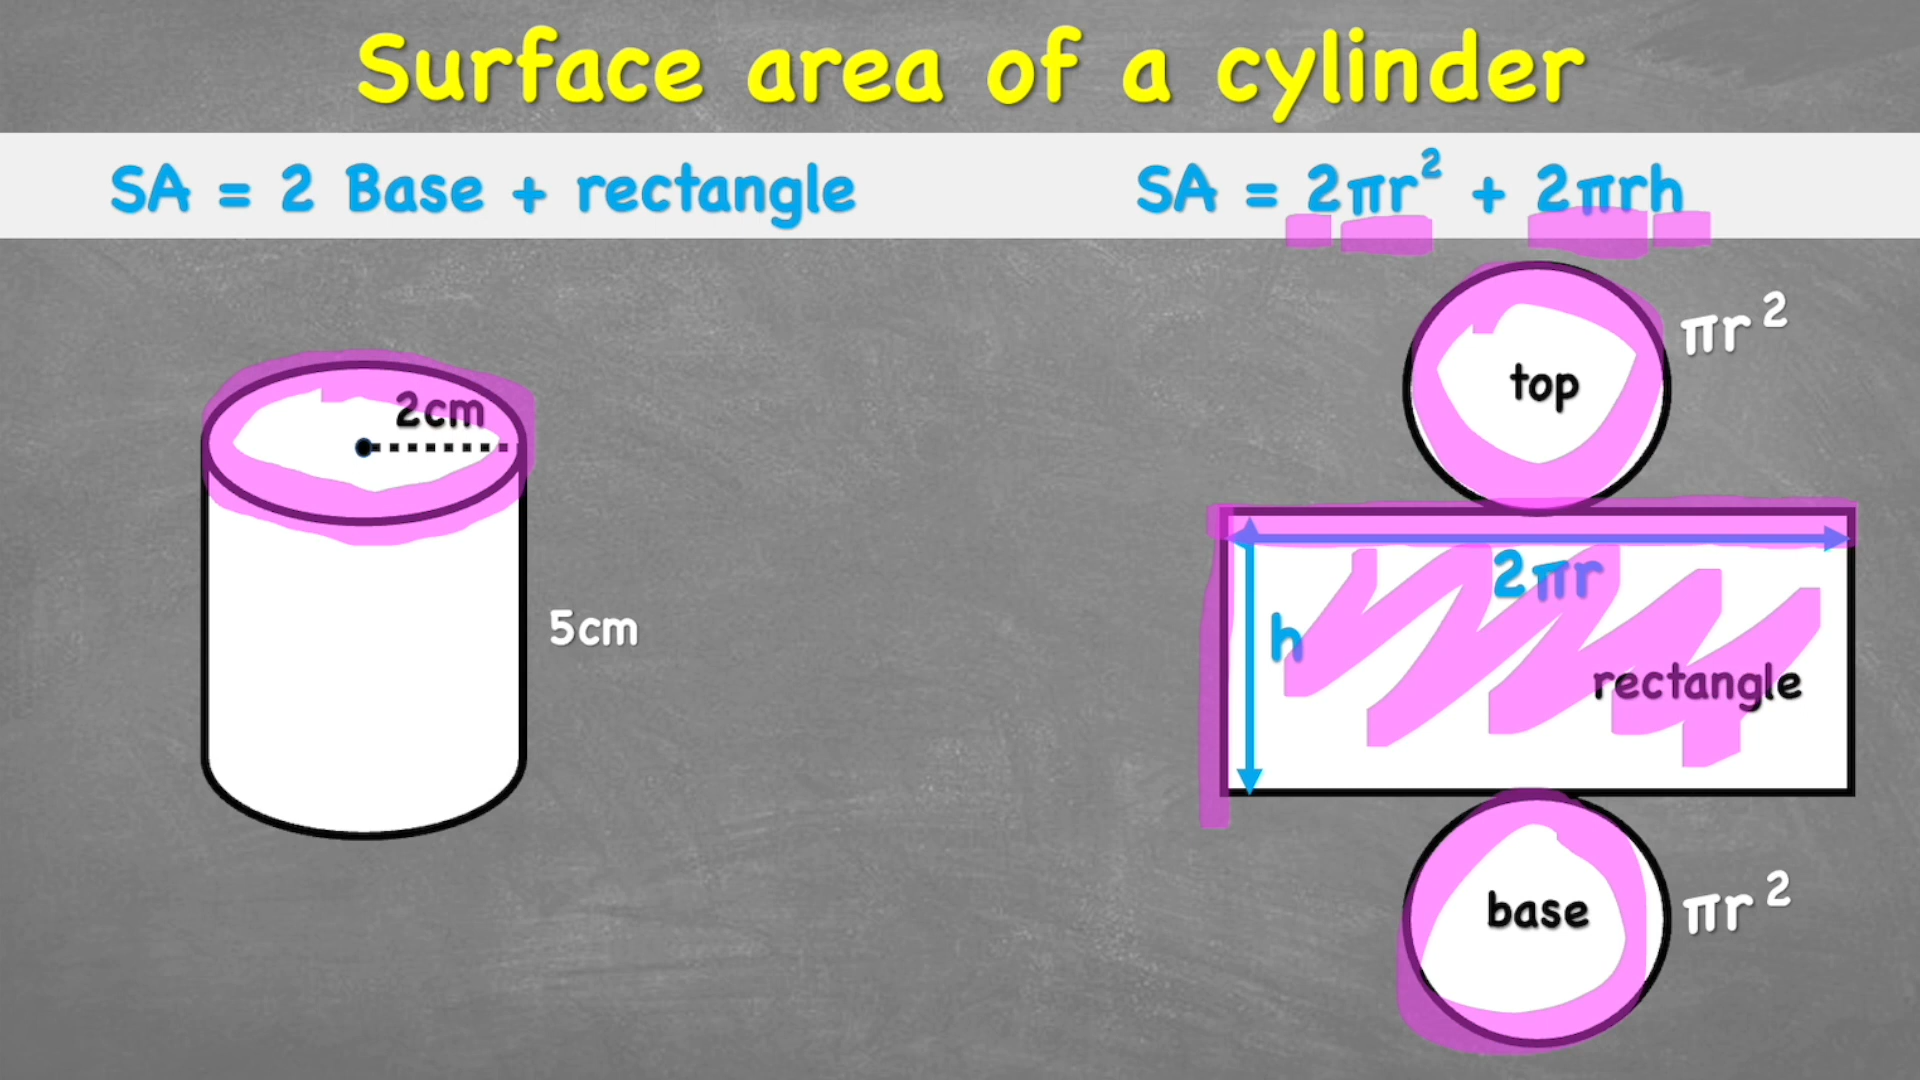 Surface area of a cylinder
SA = 2 Base + rectangle
SA = 2πr² + 2πrh
top
πr²
2cm
2πr
h
5cm
rectangle
base
πr²